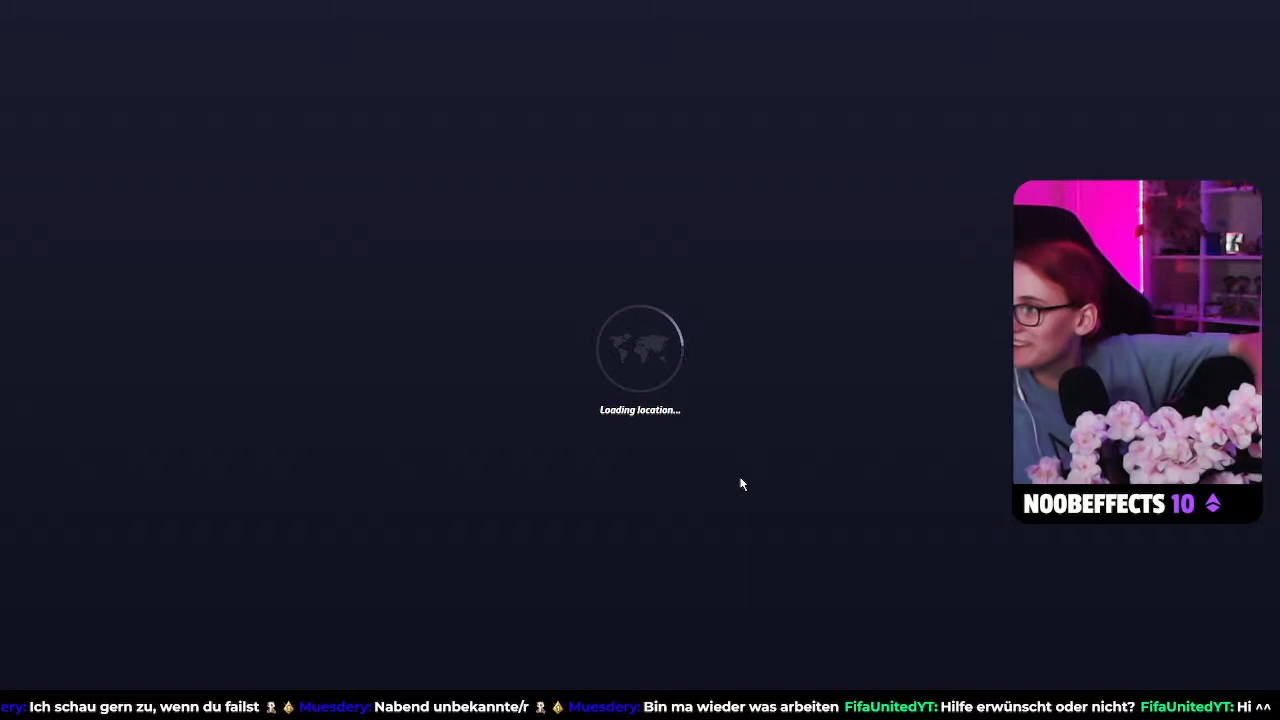 Loading location...
NOOBEFFECTS 10
ery: Ich schau gern zu, wenn du failst Muesdery: Nabend unbekannte/r Muesdery: Bin ma wieder was arbeiten FifaUnitedYT: Hilfe erwünscht oder nicht? FifaUnitedYT: Hi ^^